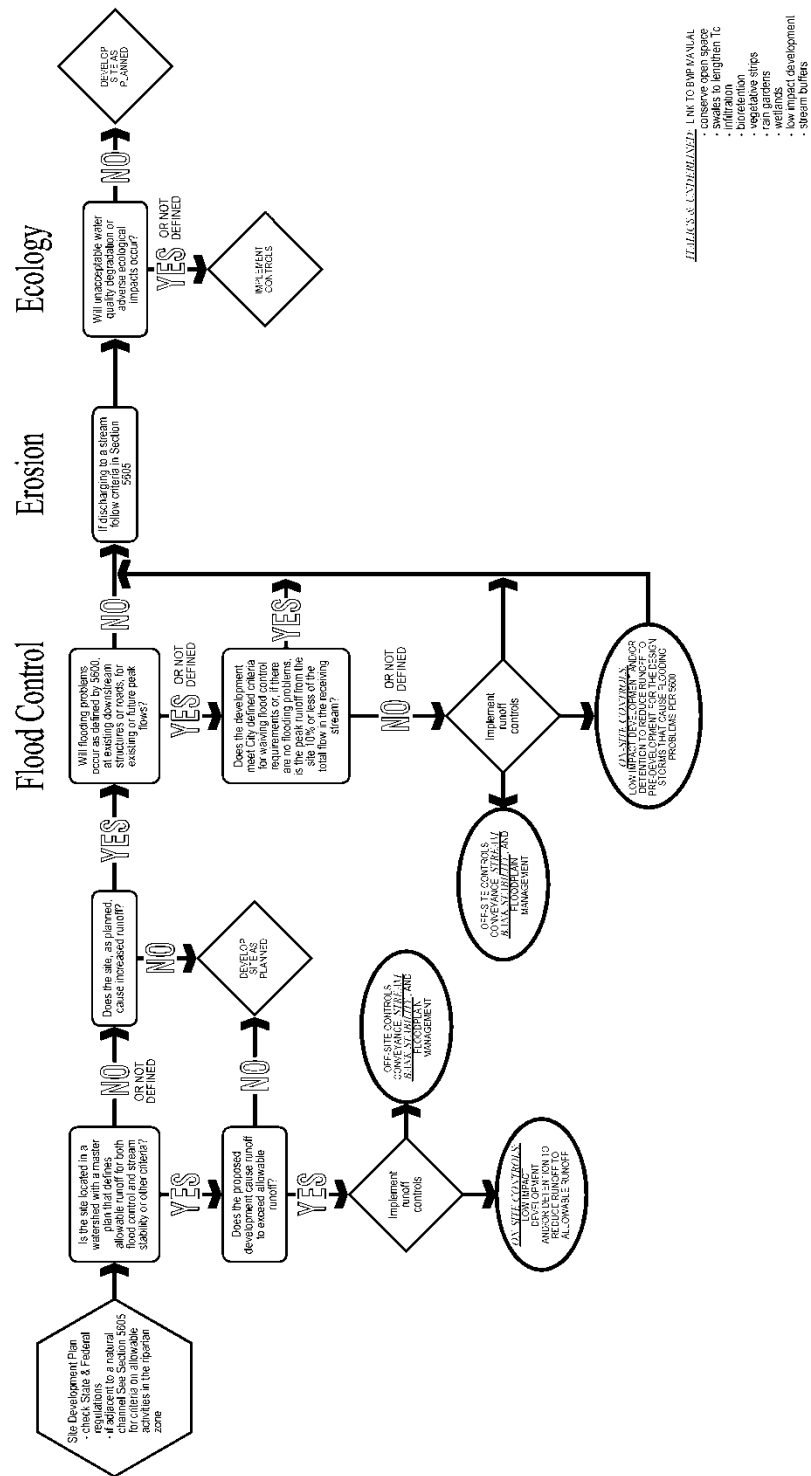 Flood Control
Erosion
Ecology
Site Development Plan
- check State & Federal
regulations
- if adjacent to a natural
channel See Section 5605
for criteria on allowable
activities in the riparian
zone
Is the site located in a
watershed with a master
plan that defines
allowable runoff for both
flood control and stream
stability or other criteria?
NO
OR NOT
DEFINED
YES
Does the site, as planned,
cause increased runoff?
YES
NO
DEVELOP
SITE AS
PLANNED
Does the proposed
development cause runoff
to exceed allowable
runoff?
NO
YES
Implement
runoff
controls
OFF-SITE CONTROLS
CONVEYANCE, STREAM
BANK STABILITY, AND
FLOODPLAIN
MANAGEMENT
ON-SITE CONTROLS:
LOW IMPACT
DEVELOPMENT
AND/OR DETENTION TO
REDUCE RUNOFF TO
ALLOWABLE RUNOFF
Will flooding problems
occur as defined by 5600,
at existing downstream
structures or roads, for
existing or future peak
flows?
NO
YES
OR NOT
DEFINED
Does the development
meet City defined criteria
for waiving flood control
requirements or, if there
are no flooding problems,
is the peak runoff from the
site 10% or less of the
total flow in the receiving
stream?
YES
NO
OR NOT
DEFINED
Implement
runoff
controls
OFF-SITE CONTROLS
CONVEYANCE, STREAM
BANK STABILITY, AND
FLOODPLAIN
MANAGEMENT
ON-SITE CONTROLS:
LOW IMPACT DEVELOPMENT AND/OR
DETENTION TO REDUCE RUNOFF TO
PRE-DEVELOPMENT FOR THE DESIGN
STORMS THAT CAUSE FLOODING
PROBLEMS PER 5600
If discharging to a stream
follow criteria in Section
5605
Will unacceptable water
quality degradation or
adverse ecological
impacts occur?
NO
DEVELOP
SITE AS
PLANNED
YES
OR NOT
DEFINED
IMPLEMENT
CONTROLS
ITALICS & UNDERLINED: LINK TO BMP MANUAL
- conserve open space
- swales to lengthen Tc
- infiltration
- bioretention
- vegetative strips
- rain gardens
- wetlands
- low impact development
- stream buffers